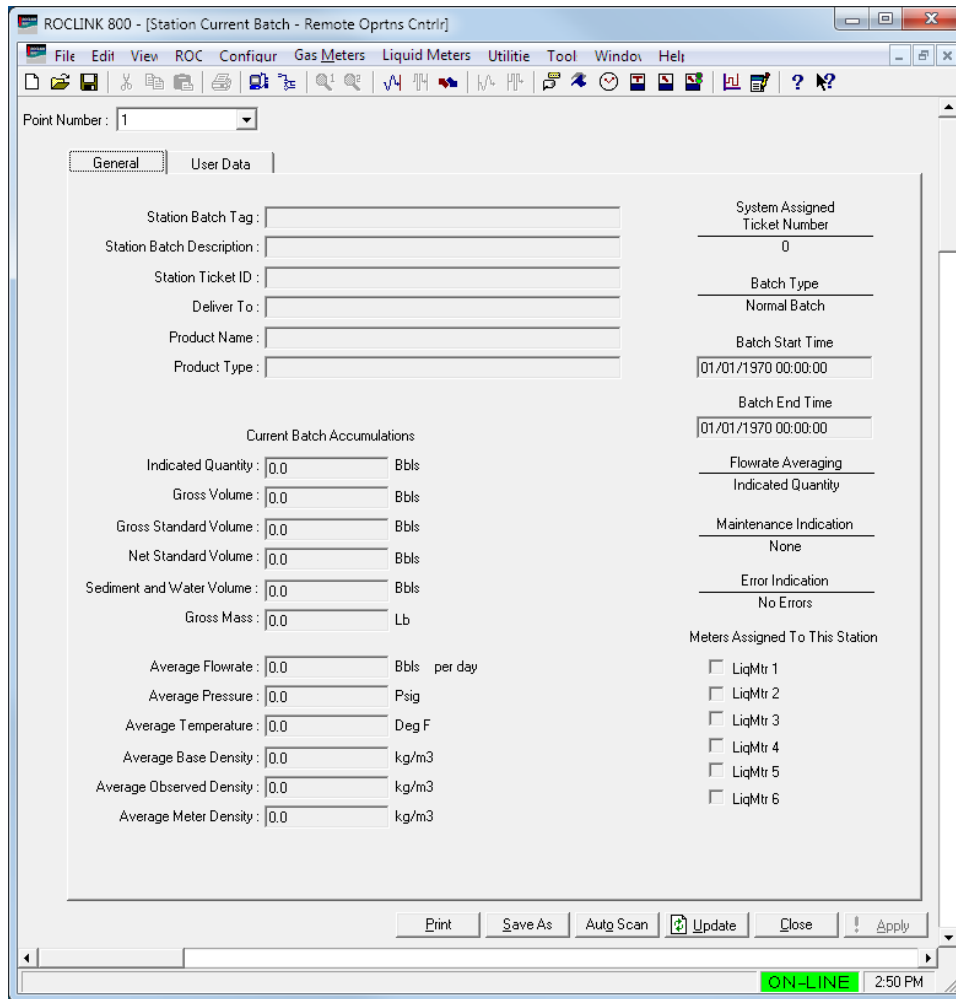 ROCLINK 800 - [Station Current Batch - Remote Oprtns Cntrlr]
File Edit View ROC Configur Gas Meters Liquid Meters Utilitie Tool Window Help
Point Number : 1
General User Data
Station Batch Tag :
Station Batch Description :
Station Ticket ID :
Deliver To :
Product Name :
Product Type :
System Assigned
Ticket Number
0
Batch Type
Normal Batch
Batch Start Time
01/01/1970 00:00:00
Batch End Time
01/01/1970 00:00:00
Flowrate Averaging
Indicated Quantity
Maintenance Indication
None
Error Indication
No Errors
Current Batch Accumulations
Indicated Quantity : 0.0 Bbls
Gross Volume : 0.0 Bbls
Gross Standard Volume : 0.0 Bbls
Net Standard Volume : 0.0 Bbls
Sediment and Water Volume : 0.0 Bbls
Gross Mass : 0.0 Lb
Average Flowrate : 0.0 Bbls per day
Average Pressure : 0.0 Psig
Average Temperature : 0.0 Deg F
Average Base Density : 0.0 kg/m3
Average Observed Density : 0.0 kg/m3
Average Meter Density : 0.0 kg/m3
Meters Assigned To This Station
LiqMtr 1
LiqMtr 2
LiqMtr 3
LiqMtr 4
LiqMtr 5
LiqMtr 6
Print Save As Auto Scan Update Close ! Apply
ON-LINE 2:50 PM